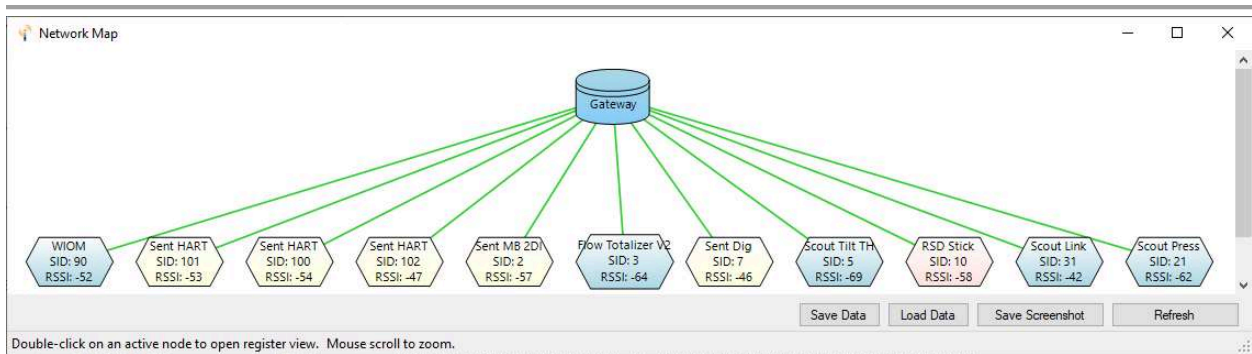 Network Map
Gateway
WIOM
SID: 90
RSSI: -52
Sent HART
SID: 101
RSSI: -53
Sent HART
SID: 100
RSSI: -54
Sent HART
SID: 102
RSSI: -47
Sent MB 2DI
SID: 2
RSSI: -57
Flow Totalizer V2
SID: 3
RSSI: -64
Sent Dig
SID: 7
RSSI: -46
Scout Tilt TH
SID: 5
RSSI: -69
RSD Stick
SID: 10
RSSI: -58
Scout Link
SID: 31
RSSI: -42
Scout Press
SID: 21
RSSI: -62
Save Data
Load Data
Save Screenshot
Refresh
Double-click on an active node to open register view.  Mouse scroll to zoom.